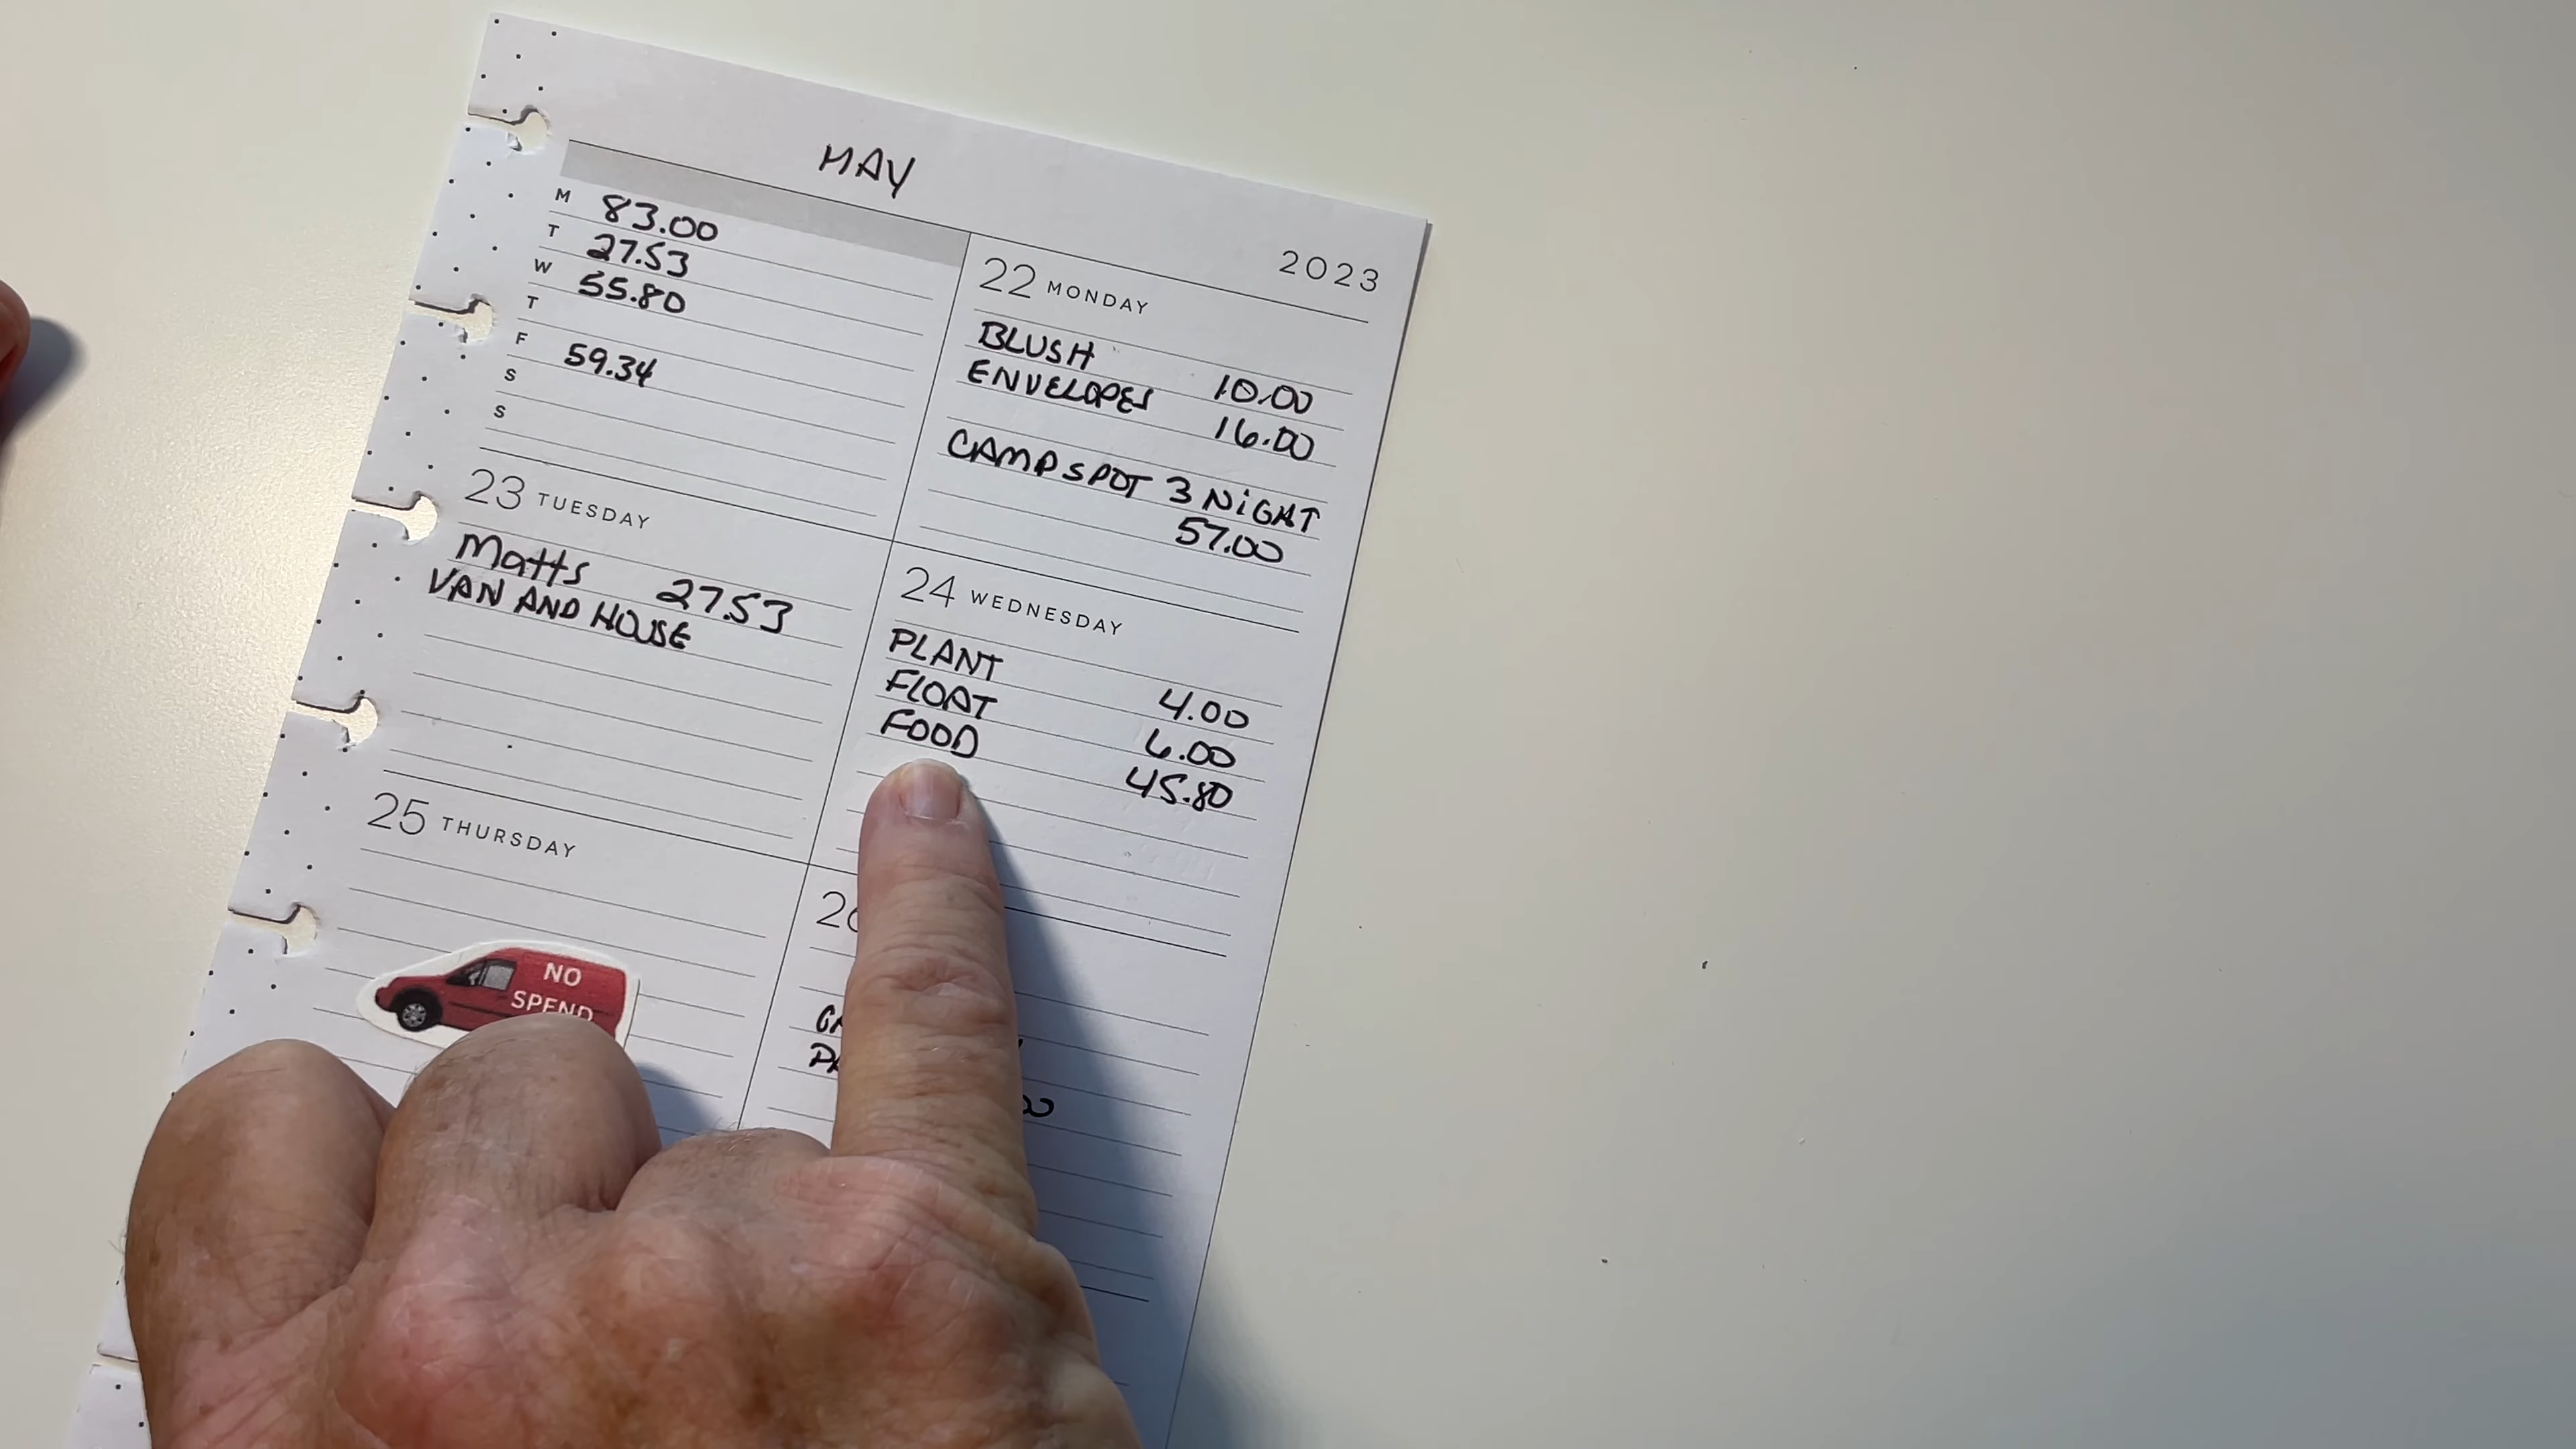 MAY
2023
M 83.00
T 27.53
W 55.80
T
F 59.34
S
S
22 MONDAY
BLUSH 10.00
ENVELOPES 16.00
CAMPSPOT 3 NiGHT
57.00
23 TUESDAY
Matts 27.53
VAN AND HOUSE
24 WEDNESDAY
PLANT 4.00
FLOAT 6.00
FOOD 45.80
25 THURSDAY
NO
SPEND